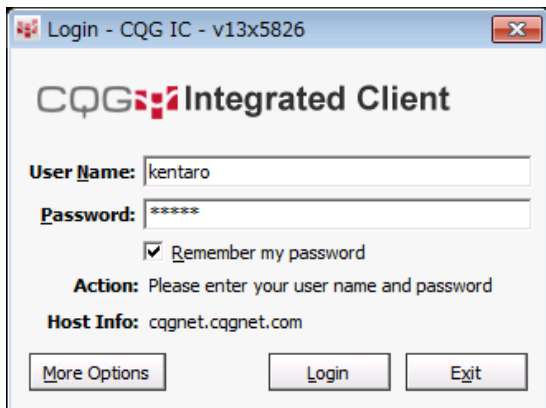 Login - CQG IC - v13x5826
CQG Integrated Client
User Name: kentaro
Password: *****
Remember my password
Action: Please enter your user name and password
Host Info: cqgnet.cqgnet.com
More Options Login Exit